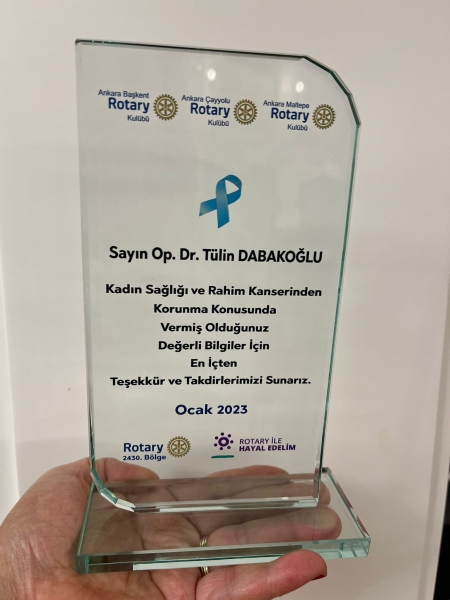 Ankara Başkent
Rotary
Kulübü
Ankara Çayyolu
Rotary
Kulübü
Ankara Maltepe
Rotary
Kulübü
Sayın Op. Dr. Tülin DABAKOĞLU
Kadın Sağlığı ve Rahim Kanserinden
Korunma Konusunda
Vermiş Olduğunuz
Değerli Bilgiler İçin
En İçten
Teşekkür ve Takdirlerimizi Sunarız.
Ocak 2023
Rotary
2430. Bölge
ROTARY İLE
HAYAL EDELİM